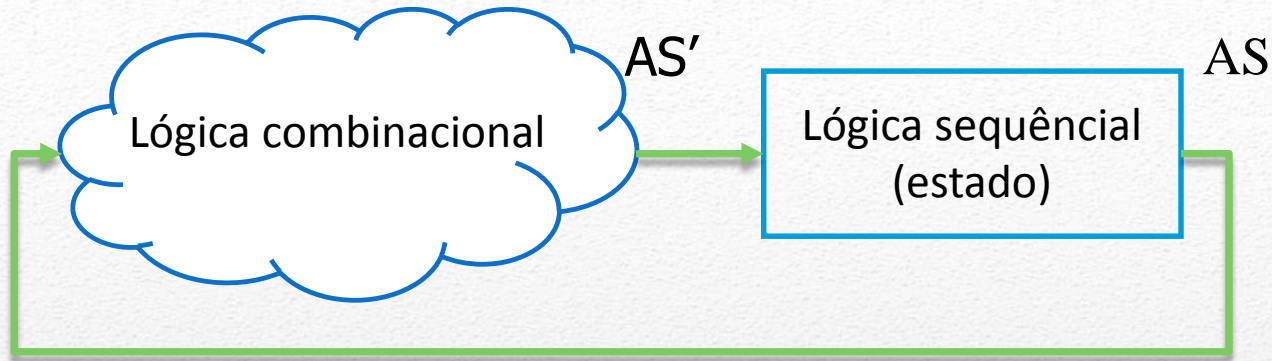 AS’
AS
Lógica combinacional
Lógica sequêncial
(estado)